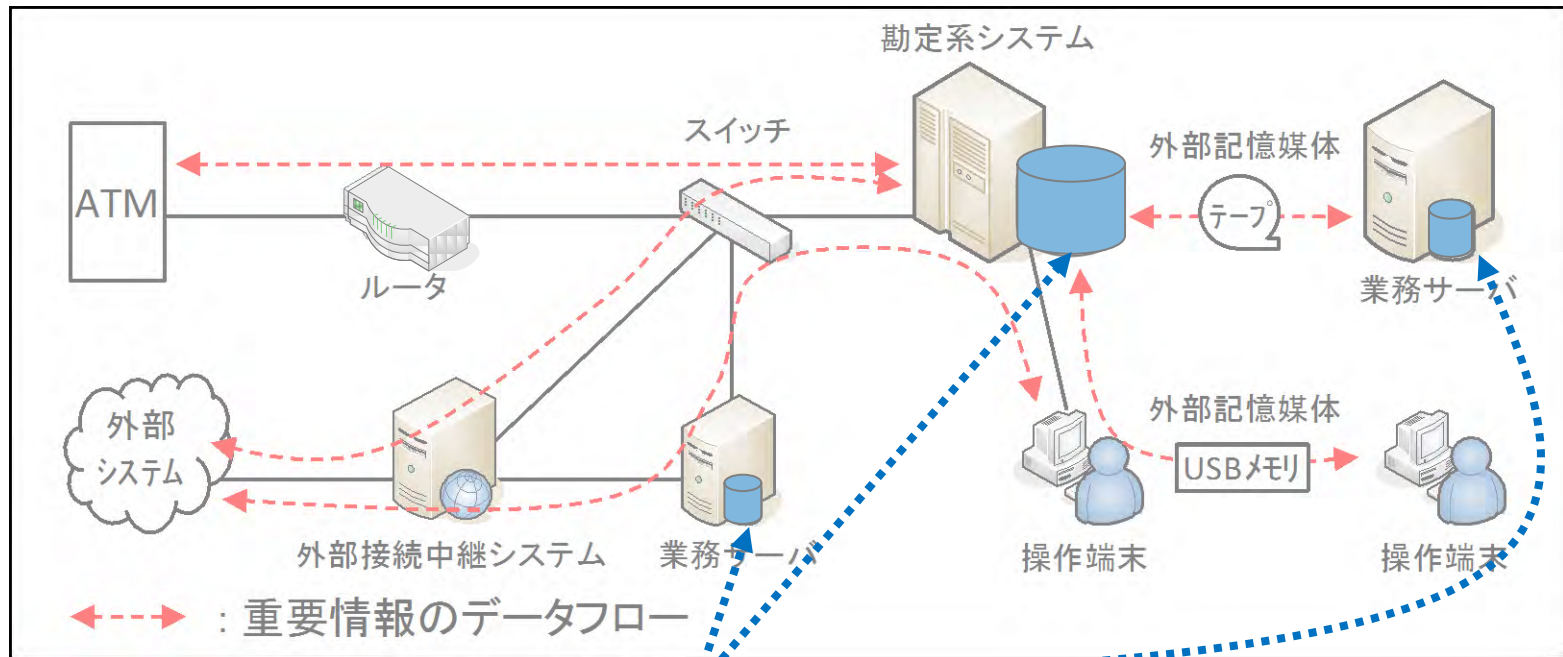 勘定系システム
スイッチ
外部記憶媒体
ATM
テープ
ルータ
業務サーバ
外部
システム
外部記憶媒体
USBメモリ
外部接続中継システム
業務サーバ
操作端末
操作端末
：重要情報のデータフロー